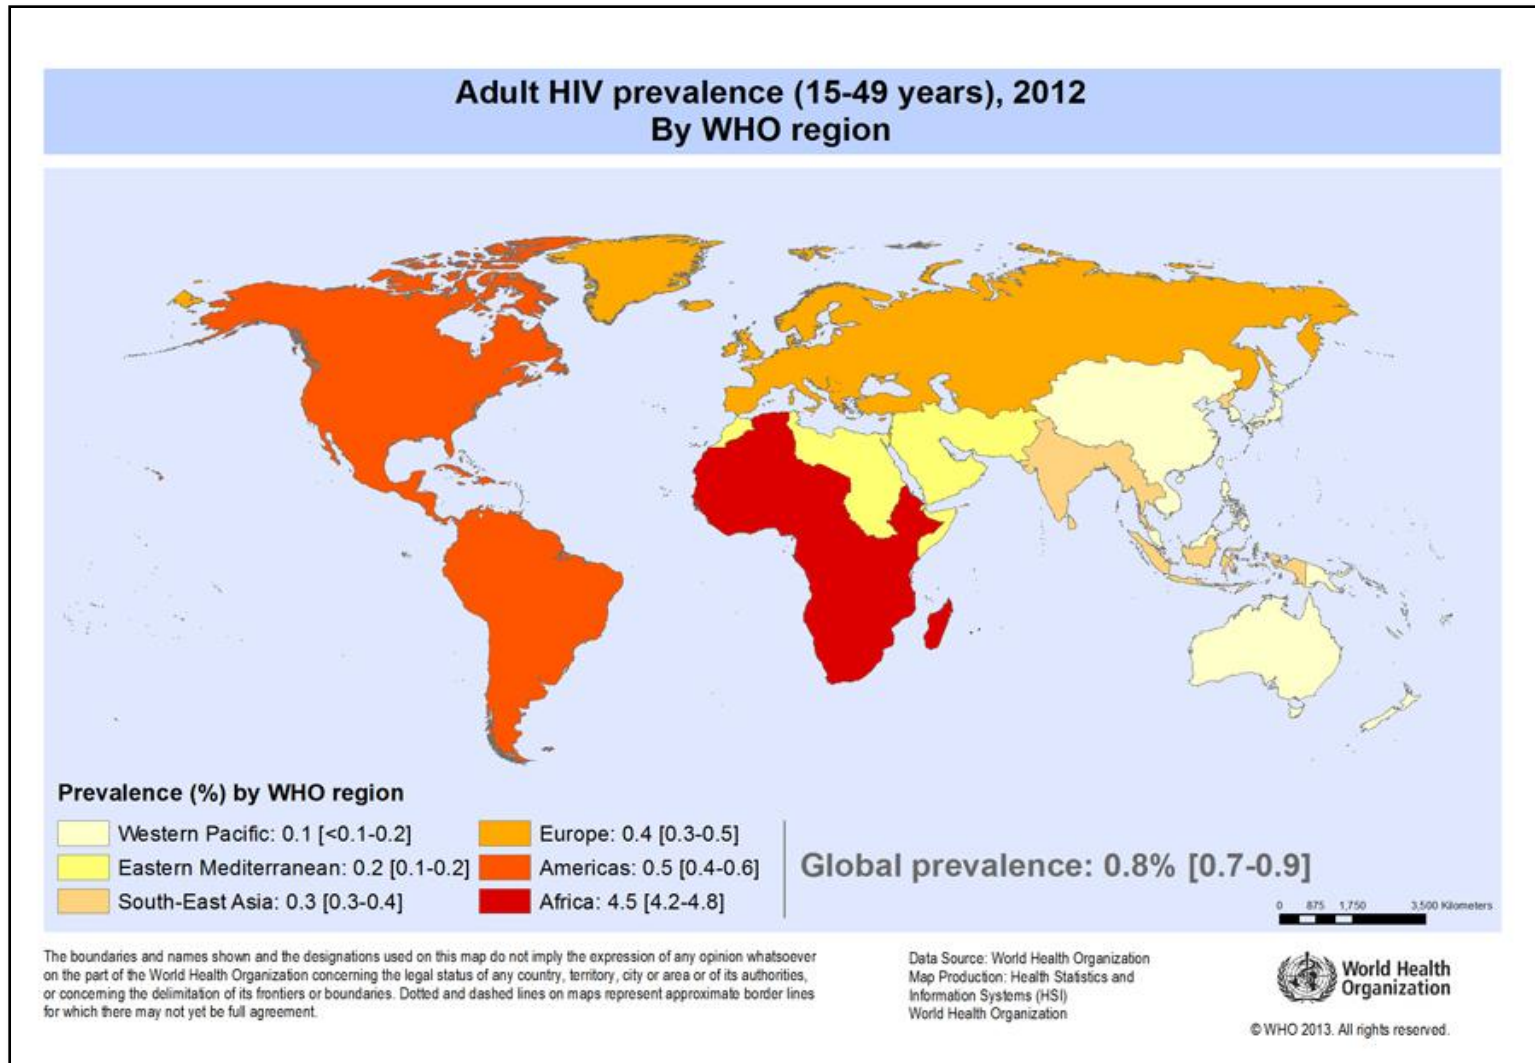 Adult HIV prevalence (15-49 years), 2012
By WHO region
Prevalence (%) by WHO region
Western Pacific: 0.1 [<0.1-0.2]
Eastern Mediterranean: 0.2 [0.1-0.2]
South-East Asia: 0.3 [0.3-0.4]
Europe: 0.4 [0.3-0.5]
Americas: 0.5 [0.4-0.6]
Africa: 4.5 [4.2-4.8]
Global prevalence: 0.8% [0.7-0.9]
0 875 1,750 3,500 Kilometers
The boundaries and names shown and the designations used on this map do not imply the expression of any opinion whatsoever
on the part of the World Health Organization concerning the legal status of any country, territory, city or area or of its authorities,
or concerning the delimitation of its frontiers or boundaries. Dotted and dashed lines on maps represent approximate border lines
for which there may not yet be full agreement.
Data Source: World Health Organization
Map Production: Health Statistics and
Information Systems (HSI)
World Health Organization
World Health
Organization
© WHO 2013. All rights reserved.